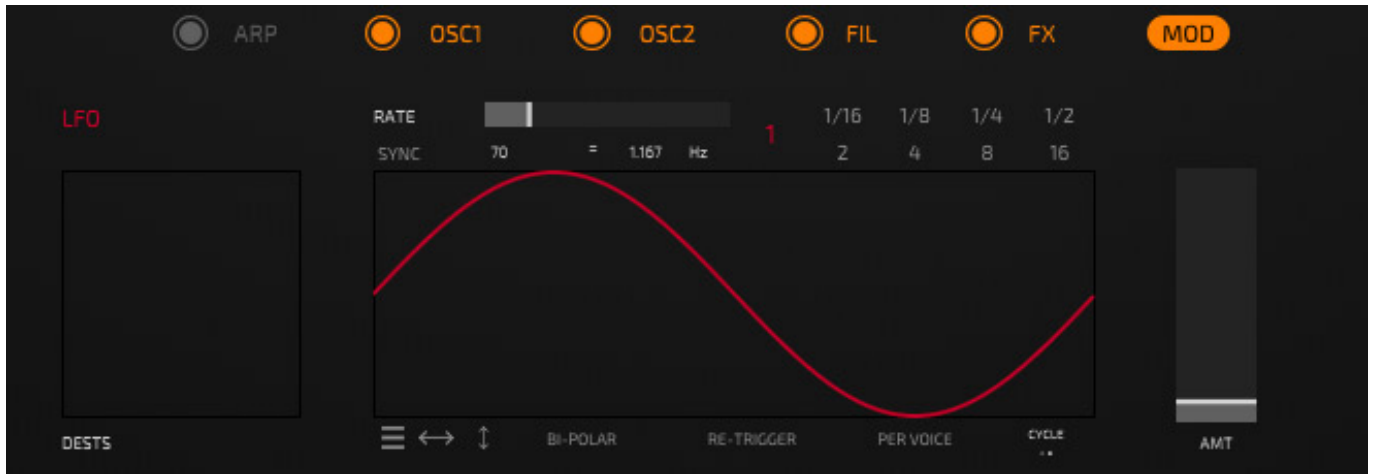 ARP OSC1 OSC2 FIL FX MOD
LFO RATE 1 1/16 1/8 1/4 1/2
SYNC 70 = 1.167 Hz 2 4 8 16
DESTS BI-POLAR RE-TRIGGER PER VOICE CYCLE AMT